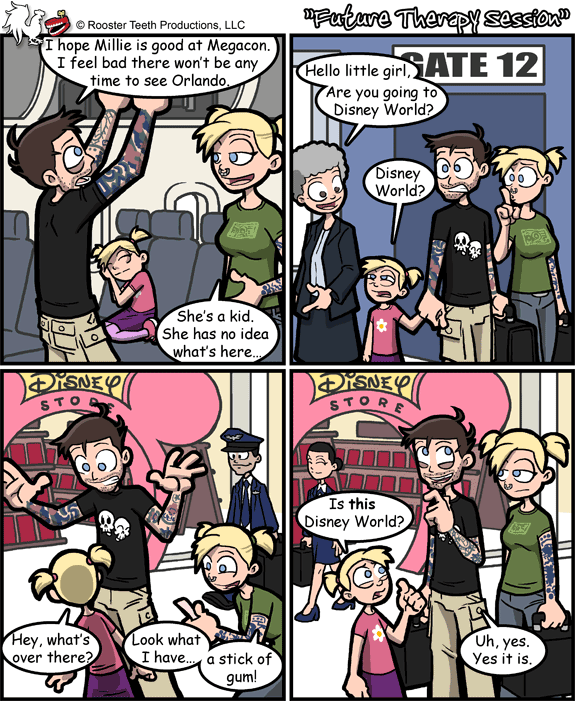 © Rooster Teeth Productions, LLC
"Future Therapy Session"
I hope Millie is good at Megacon.
I feel bad there won't be any
time to see Orlando.
She's a kid.
She has no idea
what's here...
GATE 12
Hello little girl,
Are you going to
Disney World?
Disney
World?
DISNEY
STORE
Hey, what's
over there?
Look what
I have...
a stick of
gum!
DISNEY
STORE
Is this
Disney World?
Uh, yes.
Yes it is.